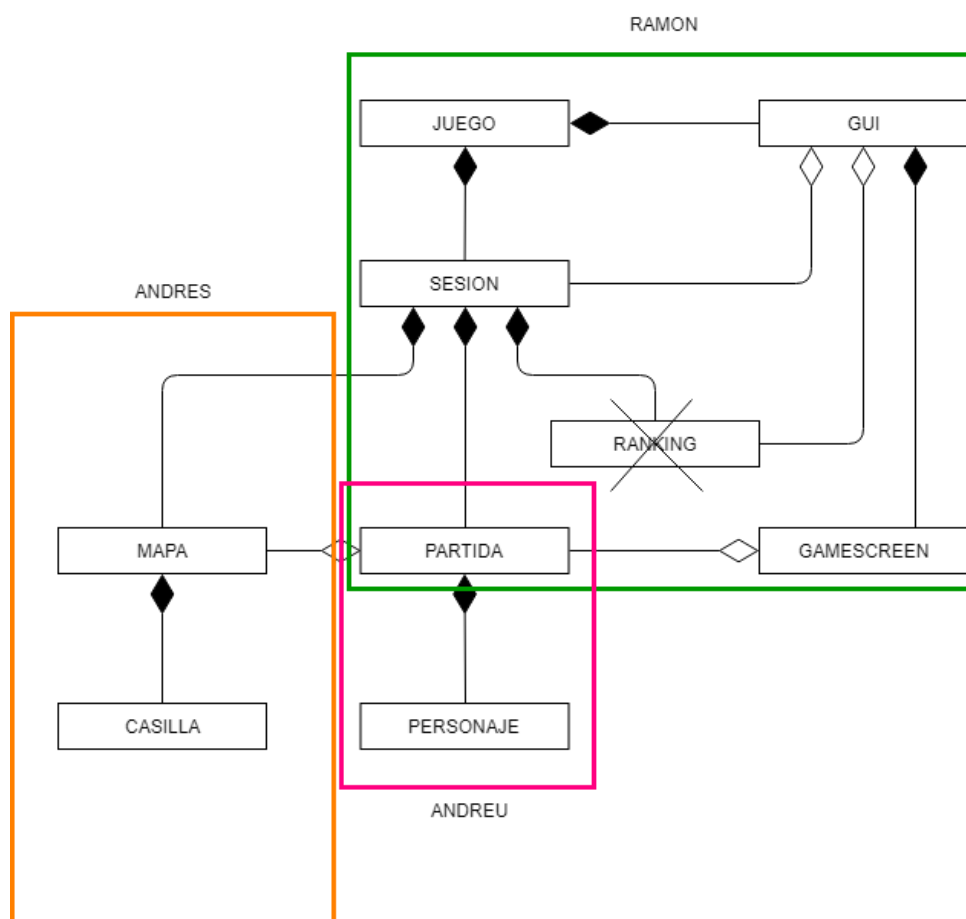 RAMON
JUEGO
GUI
SESION
ANDRES
RANKING
MAPA
PARTIDA
GAMESCREEN
CASILLA
PERSONAJE
ANDREU